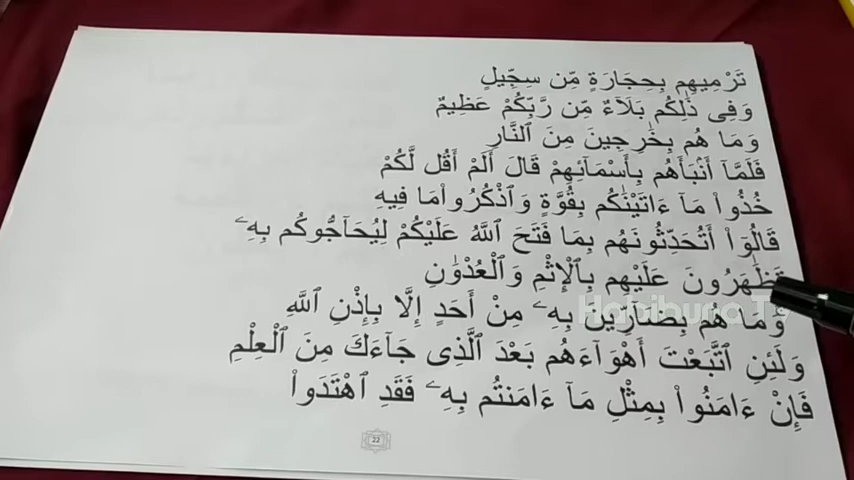 تَرْمِيهِم بِحِجَارَةٍ مِّن سِجِّيلٍ
وَفِى ذَٰلِكُم بَلَآءٌ مِّن رَّبِّكُمْ عَظِيمٌ
وَمَا هُم بِخَٰرِجِينَ مِنَ ٱلنَّارِ
فَلَمَّآ أَنۢبَأَهُم بِأَسْمَآئِهِمْ قَالَ أَلَمْ أَقُل لَّكُمْ
خُذُوا۟ مَآ ءَاتَيْنَٰكُم بِقُوَّةٍ وَٱذْكُرُوا۟ مَا فِيهِ
قَالُوٓا۟ أَتُحَدِّثُونَهُم بِمَا فَتَحَ ٱللَّهُ عَلَيْكُمْ لِيُحَآجُّوكُم بِهِۦ
تَظَٰهَرُونَ عَلَيْهِم بِٱلْإِثْمِ وَٱلْعُدْوَٰنِ
وَمَا هُم بِضَآرِّينَ بِهِۦ مِنْ أَحَدٍ إِلَّا بِإِذْنِ ٱللَّهِ
وَلَئِنِ ٱتَّبَعْتَ أَهْوَآءَهُم بَعْدَ ٱلَّذِى جَآءَكَ مِنَ ٱلْعِلْمِ
فَإِنْ ءَامَنُوا۟ بِمِثْلِ مَآ ءَامَنتُم بِهِۦ فَقَدِ ٱهْتَدَوا۟
22
Habibura Tv